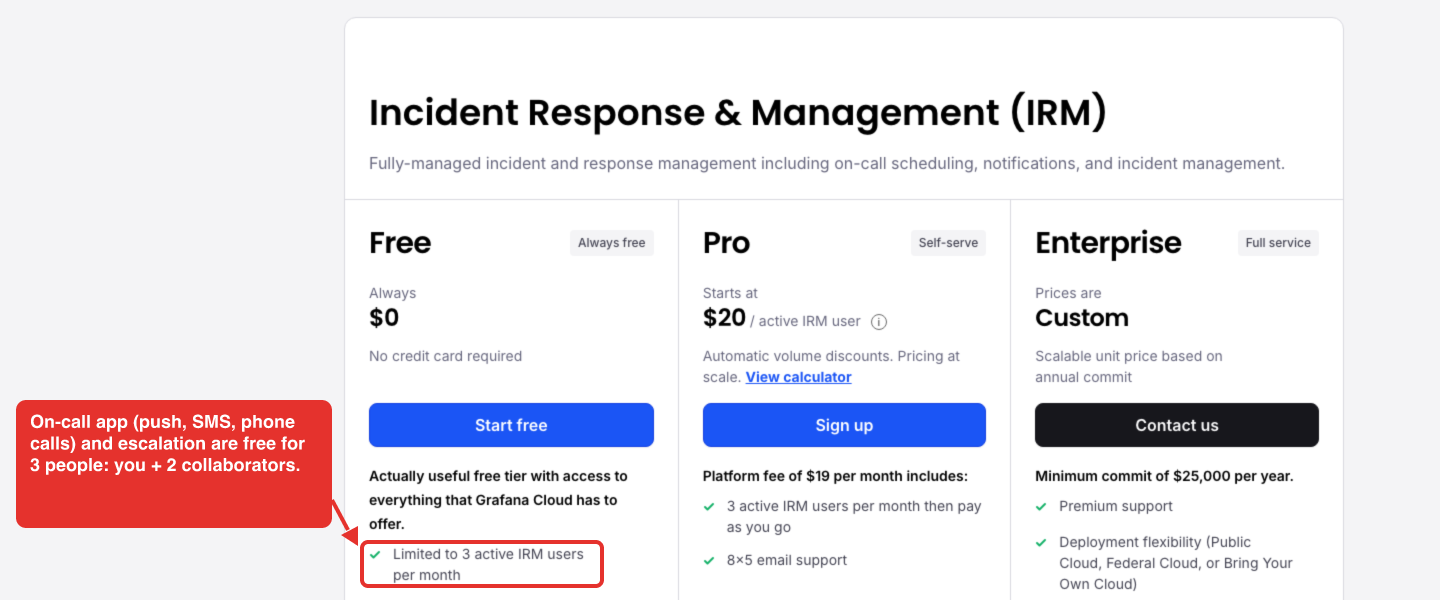 Incident Response & Management (IRM)
Fully-managed incident and response management including on-call scheduling, notifications, and incident management.
Free
Always free
Always
$0
No credit card required
Start free
Actually useful free tier with access to
everything that Grafana Cloud has to
offer.
Limited to 3 active IRM users
per month
On-call app (push, SMS, phone
calls) and escalation are free for
3 people: you + 2 collaborators.
Pro
Self-serve
Starts at
$20 / active IRM user
Automatic volume discounts. Pricing at
scale. View calculator
Sign up
Platform fee of $19 per month includes:
3 active IRM users per month then pay
as you go
8×5 email support
Enterprise
Full service
Prices are
Custom
Scalable unit price based on
annual commit
Contact us
Minimum commit of $25,000 per year.
Premium support
Deployment flexibility (Public
Cloud, Federal Cloud, or Bring Your
Own Cloud)